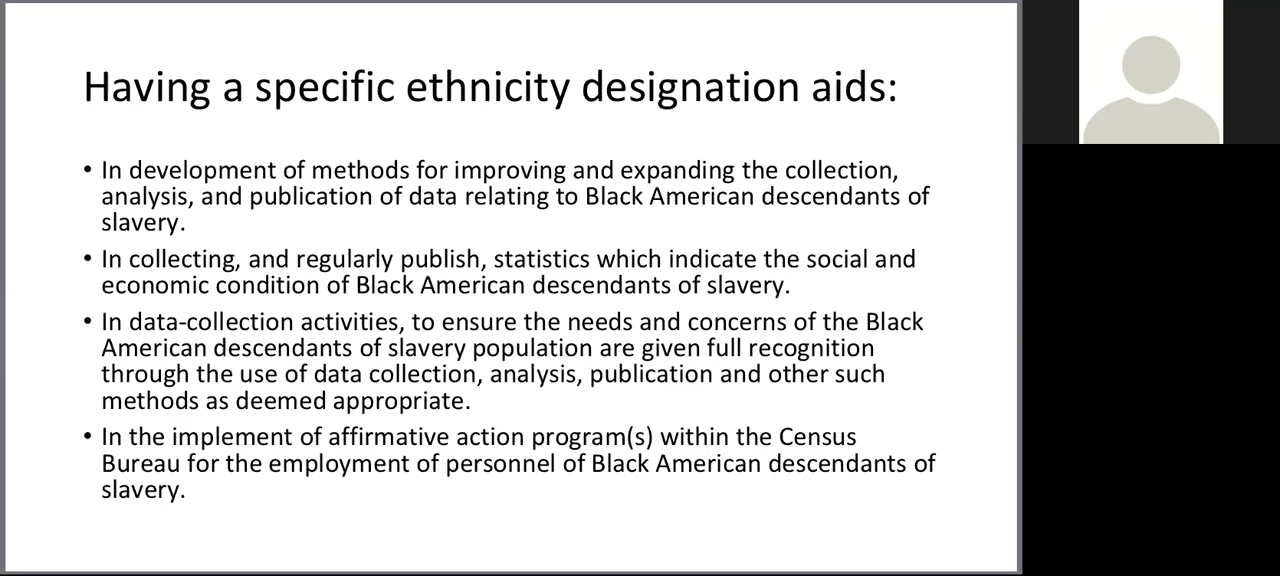 Having a specific ethnicity designation aids:
• In development of methods for improving and expanding the collection,
analysis, and publication of data relating to Black American descendants of
slavery.
• In collecting, and regularly publish, statistics which indicate the social and
economic condition of Black American descendants of slavery.
• In data-collection activities, to ensure the needs and concerns of the Black
American descendants of slavery population are given full recognition
through the use of data collection, analysis, publication and other such
methods as deemed appropriate.
• In the implement of affirmative action program(s) within the Census
Bureau for the employment of personnel of Black American descendants of
slavery.